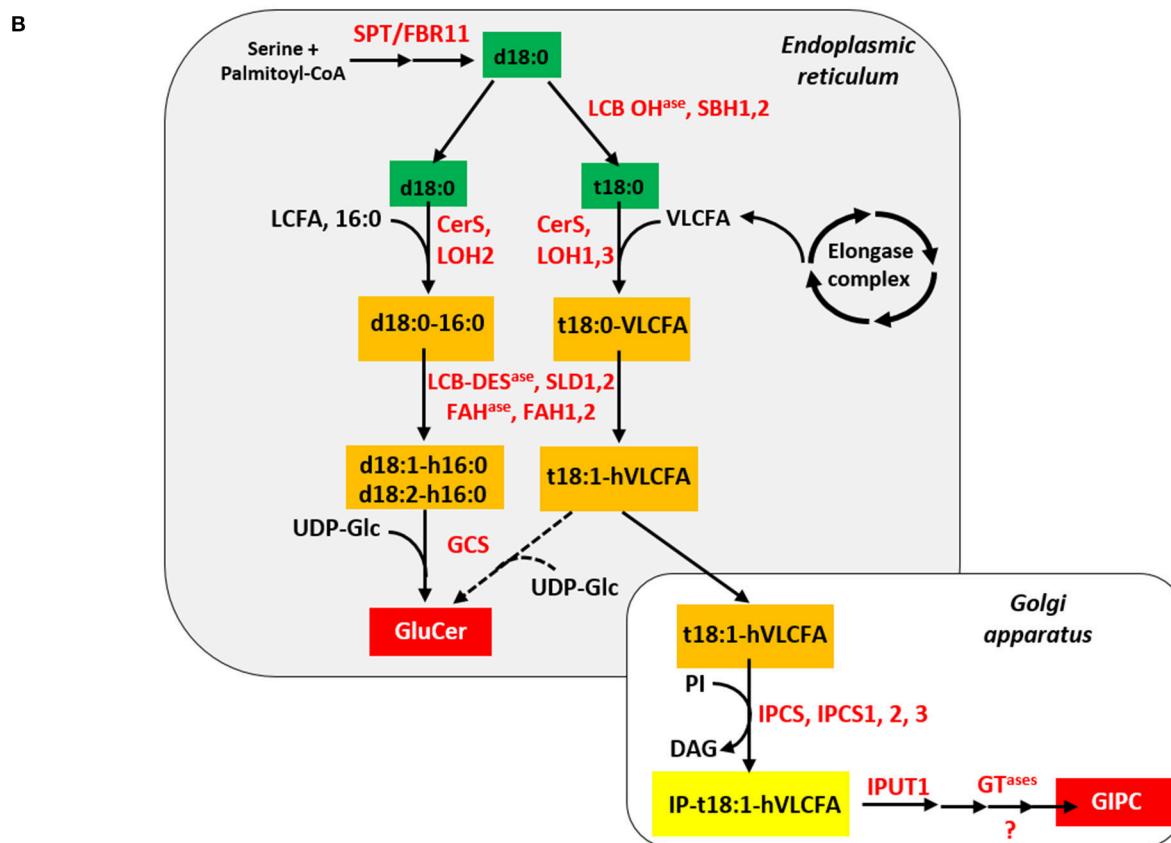 B
SPT/FBR11
Serine +
Palmitoyl-CoA
d18:0
Endoplasmic
reticulum
LCB OHase, SBH1,2
d18:0
t18:0
LCFA, 16:0
CerS,
LOH2
CerS,
LOH1,3
VLCFA
Elongase
complex
d18:0-16:0
t18:0-VLCFA
LCB-DESase, SLD1,2
FAHase, FAH1,2
d18:1-h16:0
d18:2-h16:0
t18:1-hVLCFA
UDP-Glc
GCS
UDP-Glc
GluCer
Golgi
apparatus
t18:1-hVLCFA
PI
IPCS, IPCS1, 2, 3
DAG
IP-t18:1-hVLCFA
IPUT1
GTases
?
GIPC